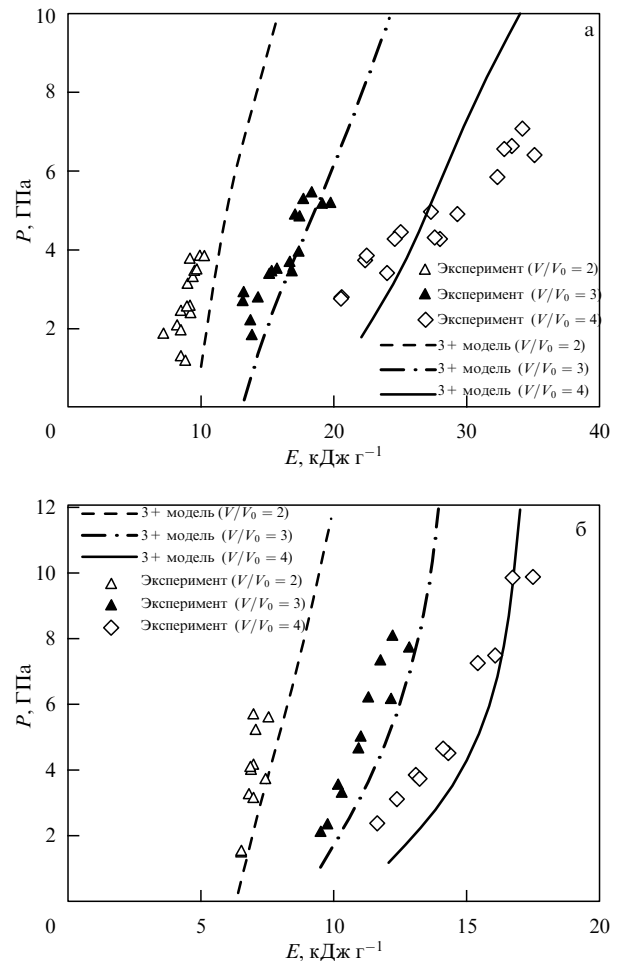 10
а
8
P, ГПа
6
4
2
0
Эксперимент (V/V₀ = 2)
Эксперимент (V/V₀ = 3)
Эксперимент (V/V₀ = 4)
3+ модель (V/V₀ = 2)
3+ модель (V/V₀ = 3)
3+ модель (V/V₀ = 4)
10 20 30 40
E, кДж г⁻¹
12
б
3+ модель (V/V₀ = 2)
3+ модель (V/V₀ = 3)
3+ модель (V/V₀ = 4)
Эксперимент (V/V₀ = 2)
Эксперимент (V/V₀ = 3)
Эксперимент (V/V₀ = 4)
10
8
P, ГПа
6
4
2
0
5 10 15 20
E, кДж г⁻¹